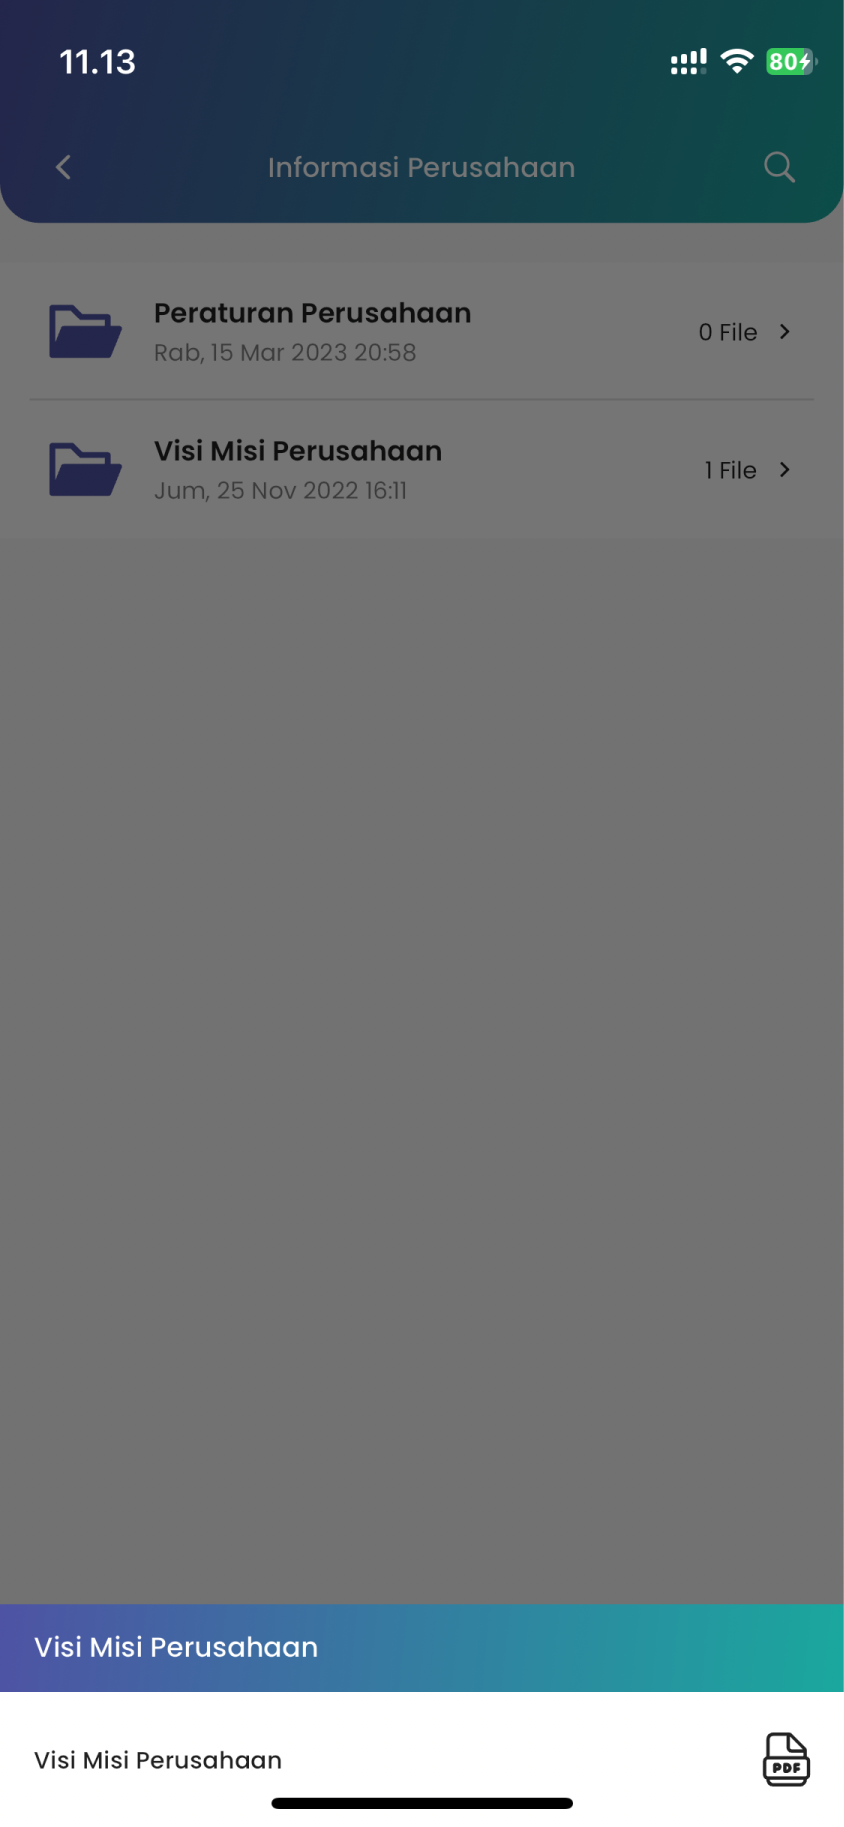 11.13
80
Informasi Perusahaan
Peraturan Perusahaan
0 File
Rab, 15 Mar 2023 20:58
Visi Misi Perusahaan
1 File
Jum, 25 Nov 2022 16:11
Visi Misi Perusahaan
Visi Misi Perusahaan
PDF